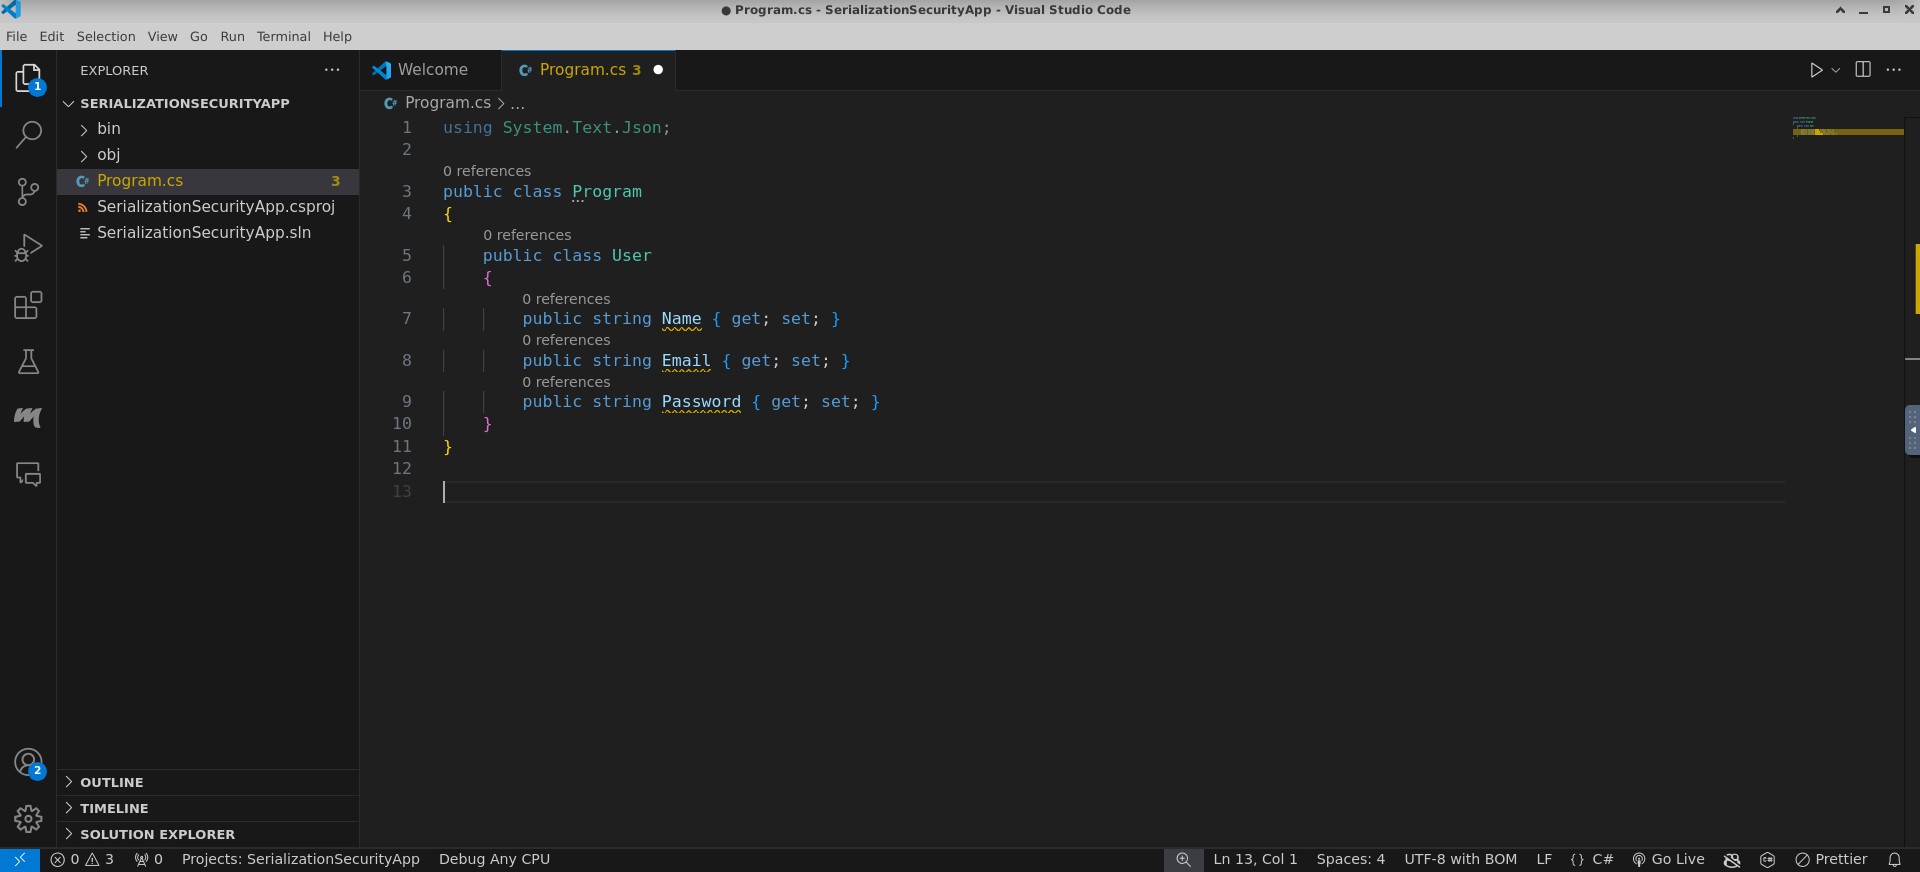 ● Program.cs - SerializationSecurityApp - Visual Studio Code
File Edit Selection View Go Run Terminal Help
1
EXPLORER ...
SERIALIZATIONSECURITYAPP
bin
obj
C# Program.cs 3
SerializationSecurityApp.csproj
SerializationSecurityApp.sln
2
OUTLINE
TIMELINE
SOLUTION EXPLORER
Welcome
C# Program.cs 3 ●
C# Program.cs > ...
1 using System.Text.Json;
2
0 references
3 public class Program
4 {
0 references
5 public class User
6 {
0 references
7 public string Name { get; set; }
0 references
8 public string Email { get; set; }
0 references
9 public string Password { get; set; }
10 }
11 }
12
13
0 3 0 Projects: SerializationSecurityApp Debug Any CPU Ln 13, Col 1 Spaces: 4 UTF-8 with BOM LF {} C# Go Live Prettier